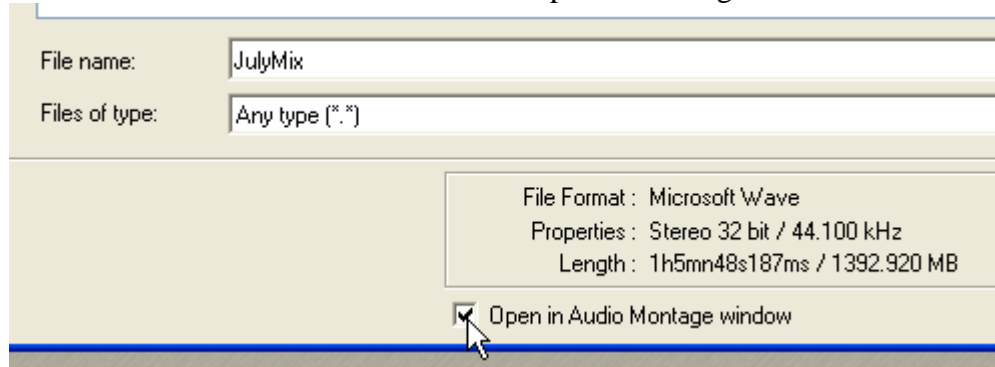 File name: JulyMix
Files of type: Any type (*.*)
File Format : Microsoft Wave
Properties : Stereo 32 bit / 44.100 kHz
Length : 1h5mn48s187ms / 1392.920 MB
Open in Audio Montage window